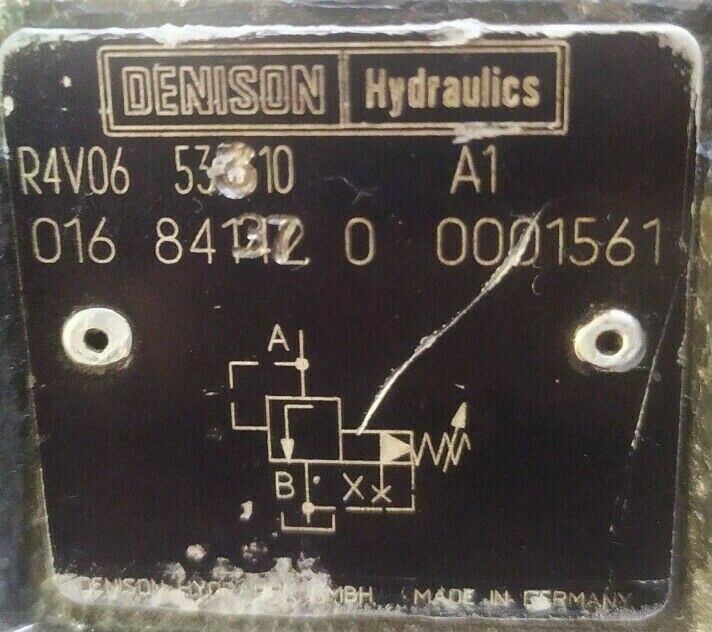 DENISON Hydraulics
R4V06 A1
016 0 0001561
A
B X x
MADE IN GERMANY